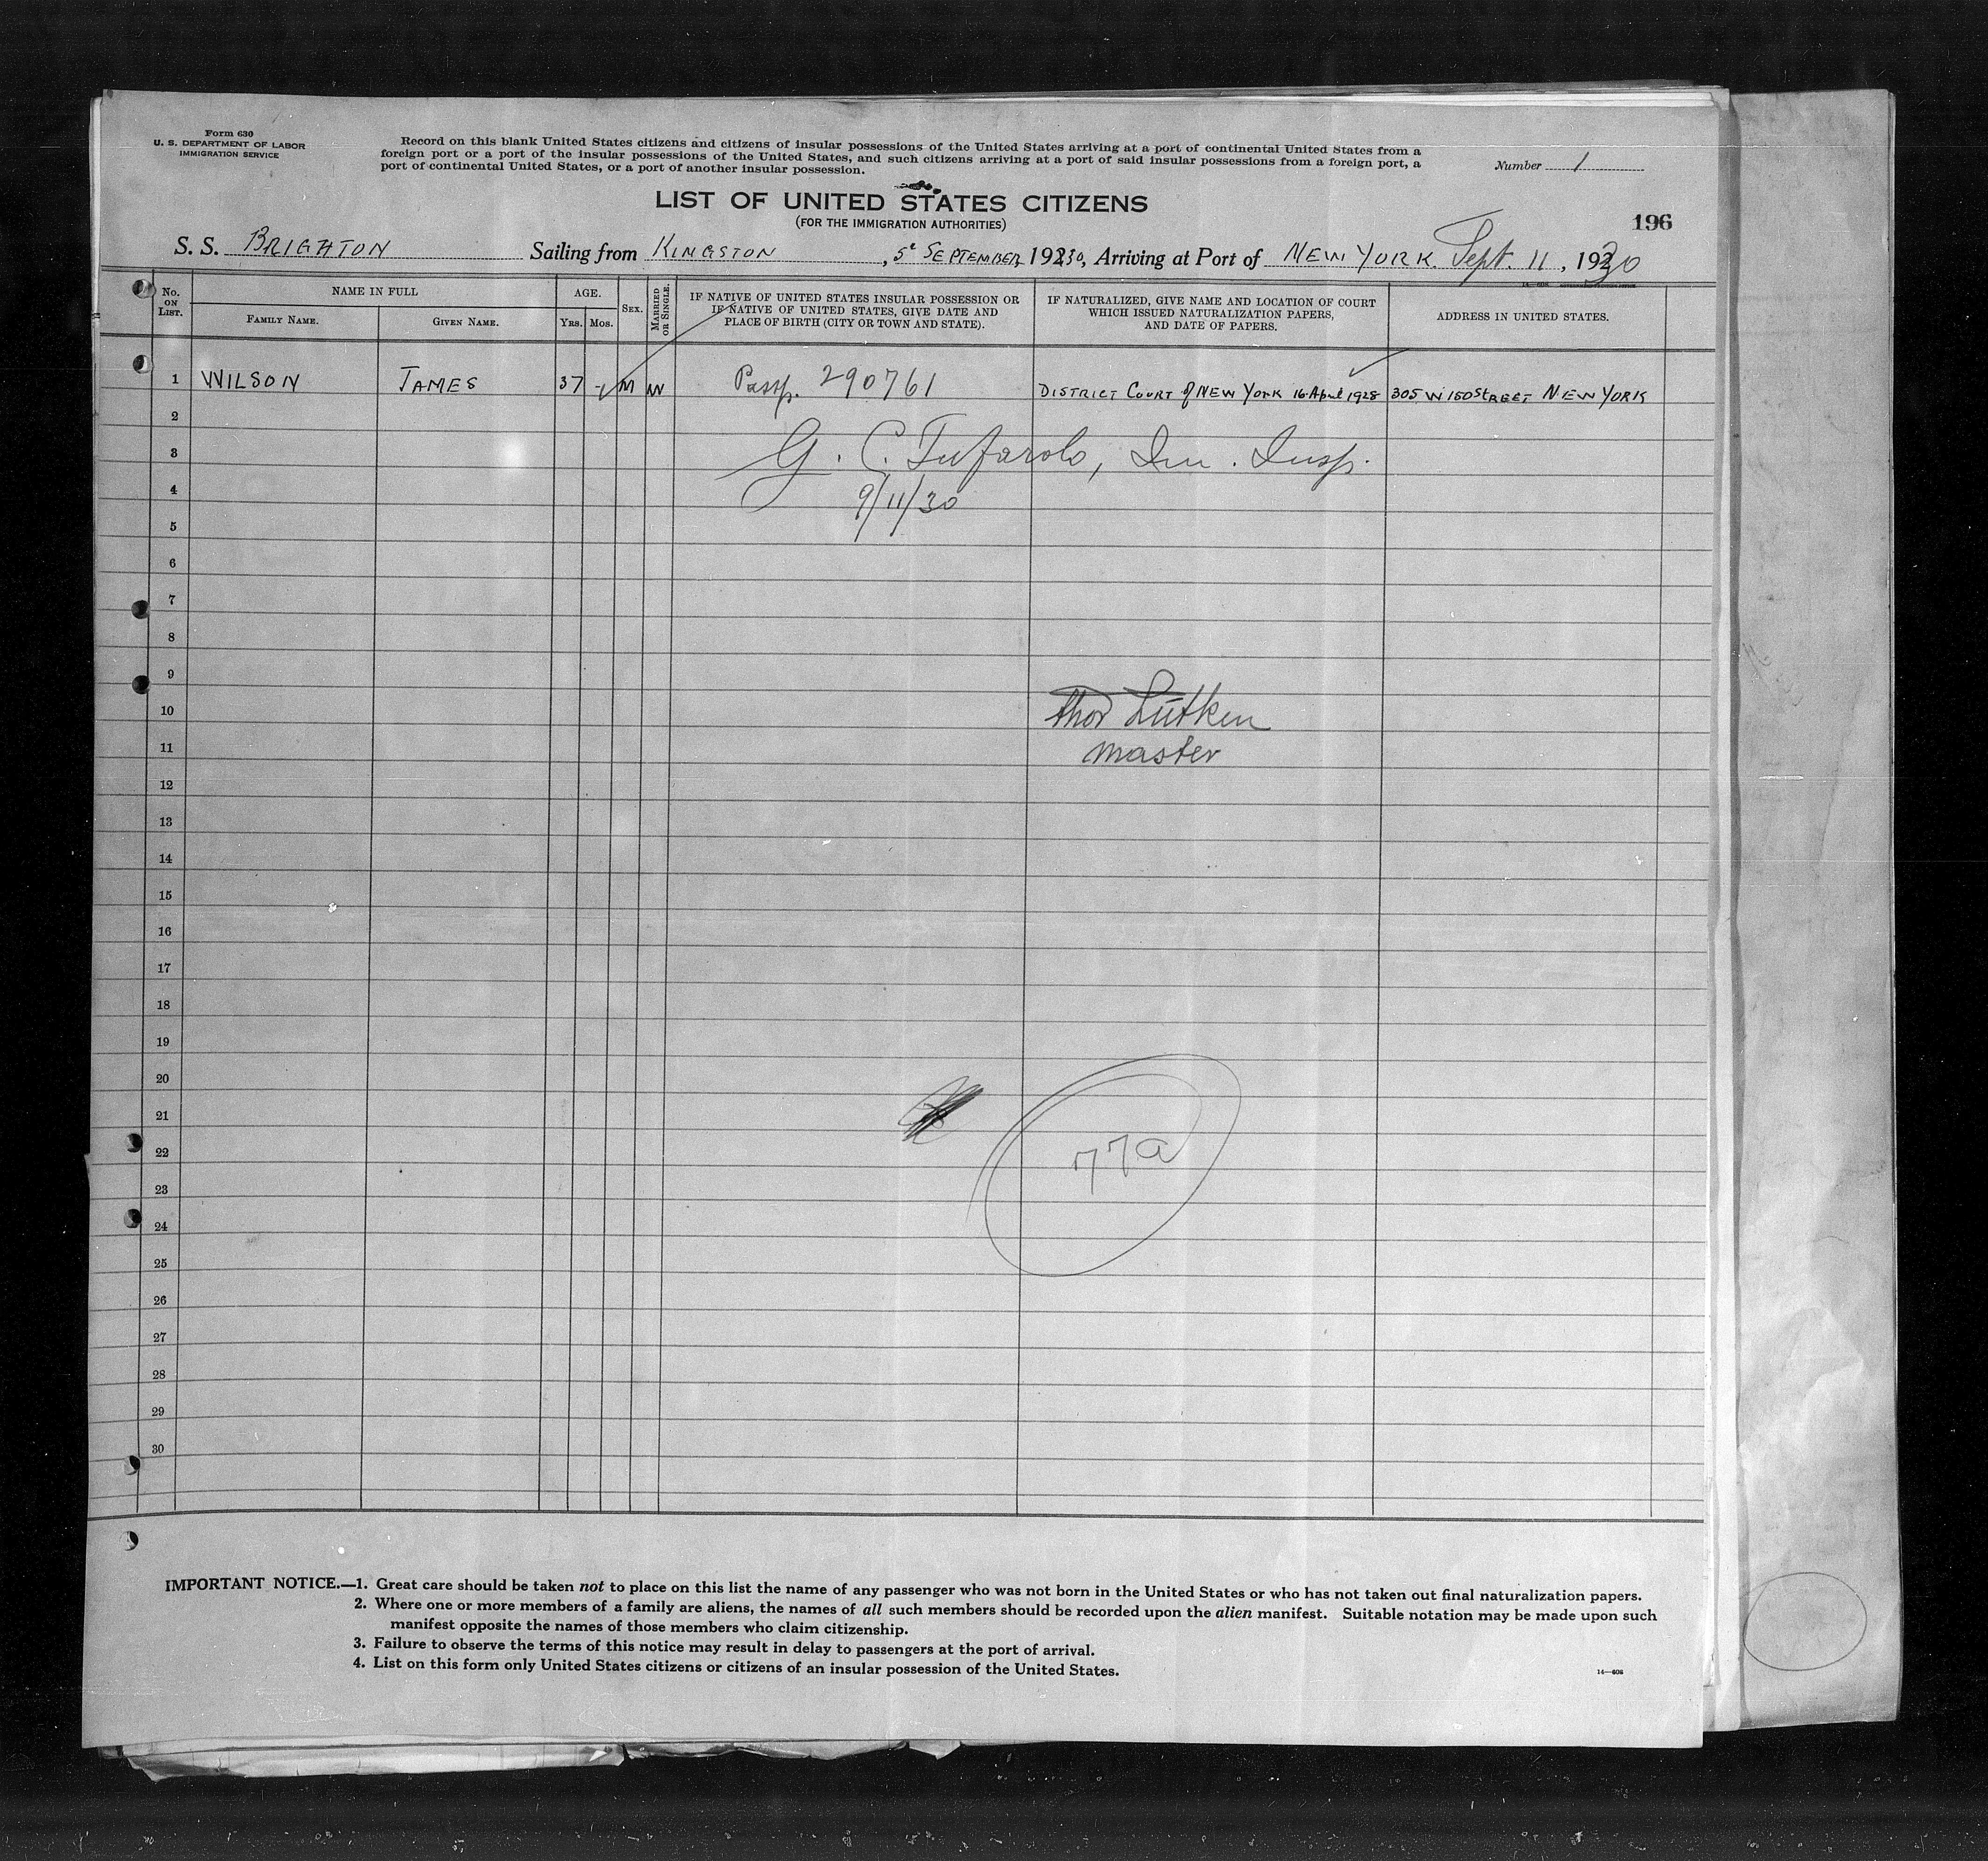 Form 630
U. S. DEPARTMENT OF LABOR
IMMIGRATION SERVICE
Record on this blank United States citizens and citizens of insular possessions of the United States arriving at a port of continental United States from a
foreign port or a port of the insular possessions of the United States, and such citizens arriving at a port of said insular possessions from a foreign port, a
port of continental United States, or a port of another insular possession.
Number 1
LIST OF UNITED STATES CITIZENS
(FOR THE IMMIGRATION AUTHORITIES)
196
S. S. BRIGHTON Sailing from KINGSTON, 5t SEPTEMBER 1930, Arriving at Port of NEW YORK. Sept. 11, 1930
No. ON LIST.
NAME IN FULL
FAMILY NAME.
GIVEN NAME.
AGE.
Yrs. Mos.
SEX.
MARRIED OR SINGLE.
IF NATIVE OF UNITED STATES INSULAR POSSESSION OR
IF NATIVE OF UNITED STATES, GIVE DATE AND
PLACE OF BIRTH (CITY OR TOWN AND STATE).
IF NATURALIZED, GIVE NAME AND LOCATION OF COURT
WHICH ISSUED NATURALIZATION PAPERS,
AND DATE OF PAPERS.
ADDRESS IN UNITED STATES.
1 WILSON JAMES 37 M W Passp. 290761 DISTRICT COURT of NEW YORK 16 April 1928 305 W 150 STREET NEW YORK
2
3 G. C. Tufarolo, Im. Insp.
4 9/11/30
5
6
7
8
9
10 Thor Lütken
11 master
12
13
14
15
16
17
18
19
20
21
22 77a
23
24
25
26
27
28
29
30
IMPORTANT NOTICE.—1. Great care should be taken not to place on this list the name of any passenger who was not born in the United States or who has not taken out final naturalization papers.
2. Where one or more members of a family are aliens, the names of all such members should be recorded upon the alien manifest. Suitable notation may be made upon such
manifest opposite the names of those members who claim citizenship.
3. Failure to observe the terms of this notice may result in delay to passengers at the port of arrival.
4. List on this form only United States citizens or citizens of an insular possession of the United States.
14—608